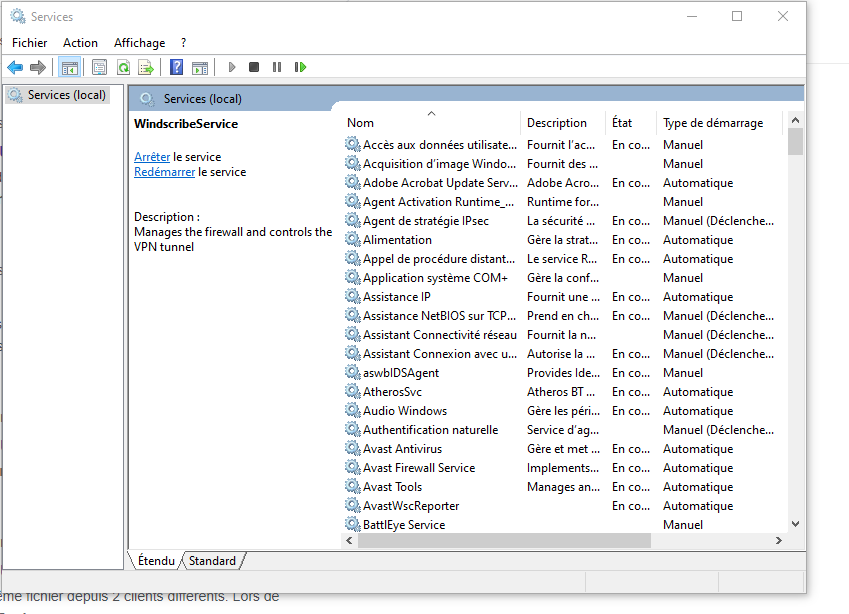 Services
Fichier Action Affichage ?
Services (local)
Services (local)
WindscribeService
Arrêter le service
Redémarrer le service
Description :
Manages the firewall and controls the
VPN tunnel
Nom Description État Type de démarrage
Accès aux données utilisate... Fournit l'ac... En co... Manuel
Acquisition d'image Windo... Fournit des ... Manuel
Adobe Acrobat Update Serv... Adobe Acro... En co... Automatique
Agent Activation Runtime_... Runtime for... Manuel
Agent de stratégie IPsec La sécurité ... En co... Manuel (Déclenche...
Alimentation Gère la strat... En co... Automatique
Appel de procédure distant... Le service R... En co... Automatique
Application système COM+ Gère la conf... Manuel
Assistance IP Fournit une ... En co... Automatique
Assistance NetBIOS sur TCP... Prend en ch... En co... Manuel (Déclenche...
Assistant Connectivité réseau Fournit la n... Manuel (Déclenche...
Assistant Connexion avec u... Autorise la ... En co... Manuel (Déclenche...
aswbIDSAgent Provides Ide... En co... Manuel
AtherosSvc Atheros BT ... En co... Automatique
Audio Windows Gère les péri... En co... Automatique
Authentification naturelle Service d'ag... Manuel (Déclenche...
Avast Antivirus Gère et met ... En co... Automatique
Avast Firewall Service Implements... En co... Automatique
Avast Tools Manages an... En co... Automatique
AvastWscReporter En co... Automatique
BattlEye Service Manuel
Étendu Standard
ême fichier depuis 2 clients différents. Lors de